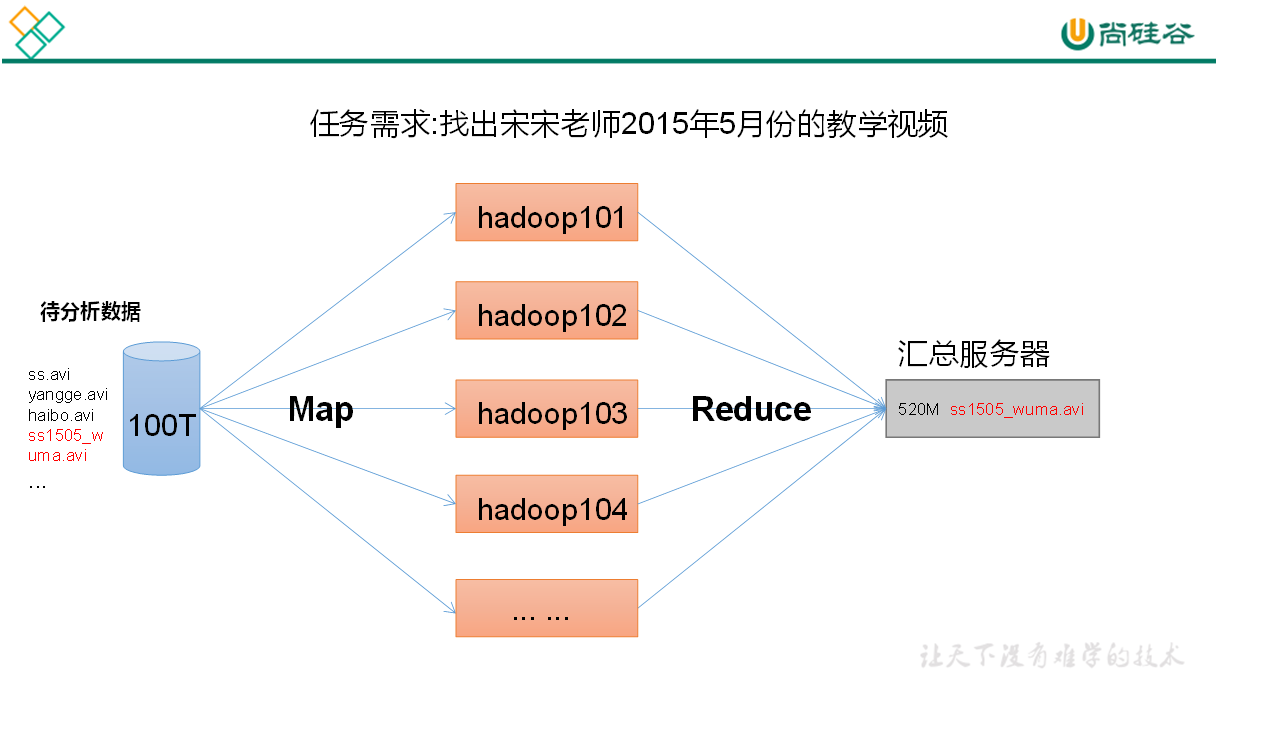 尚硅谷
任务需求:找出宋宋老师2015年5月份的教学视频
待分析数据
ss.avi
yangge.avi
haibo.avi
ss1505_w
uma.avi
...
100T
Map
hadoop101
hadoop102
hadoop103
hadoop104
... ...
Reduce
汇总服务器
520M ss1505_wuma.avi
让天下没有难学的技术